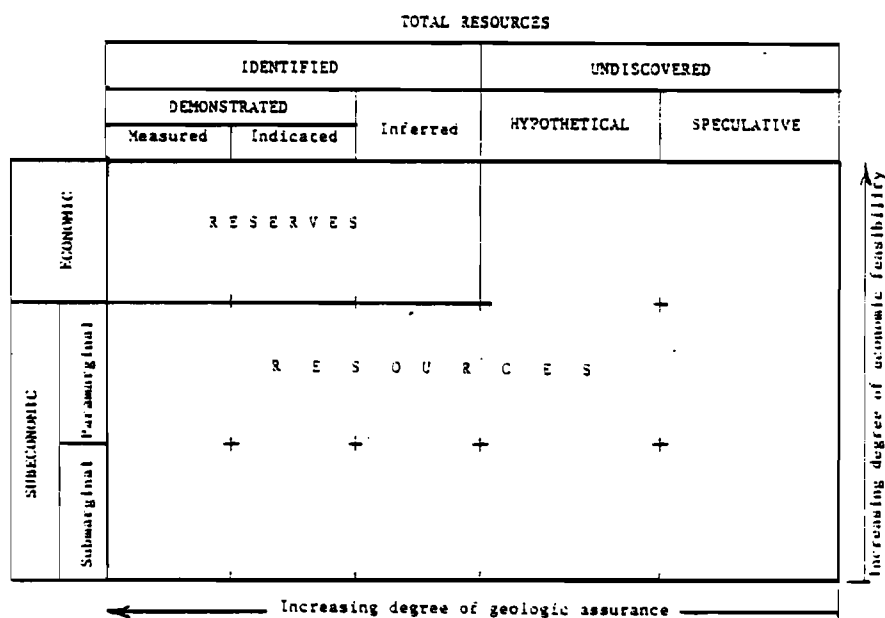 TOTAL RESOURCES
IDENTIFIED
UNDISCOVERED
DEMONSTRATED
Measured
Indicated
Inferred
HYPOTHETICAL
SPECULATIVE
ECONOMIC
RESERVES
SUBECONOMIC
Paramarginal
Submarginal
RESOURCES
Increasing degree of economic feasibility
Increasing degree of geologic assurance